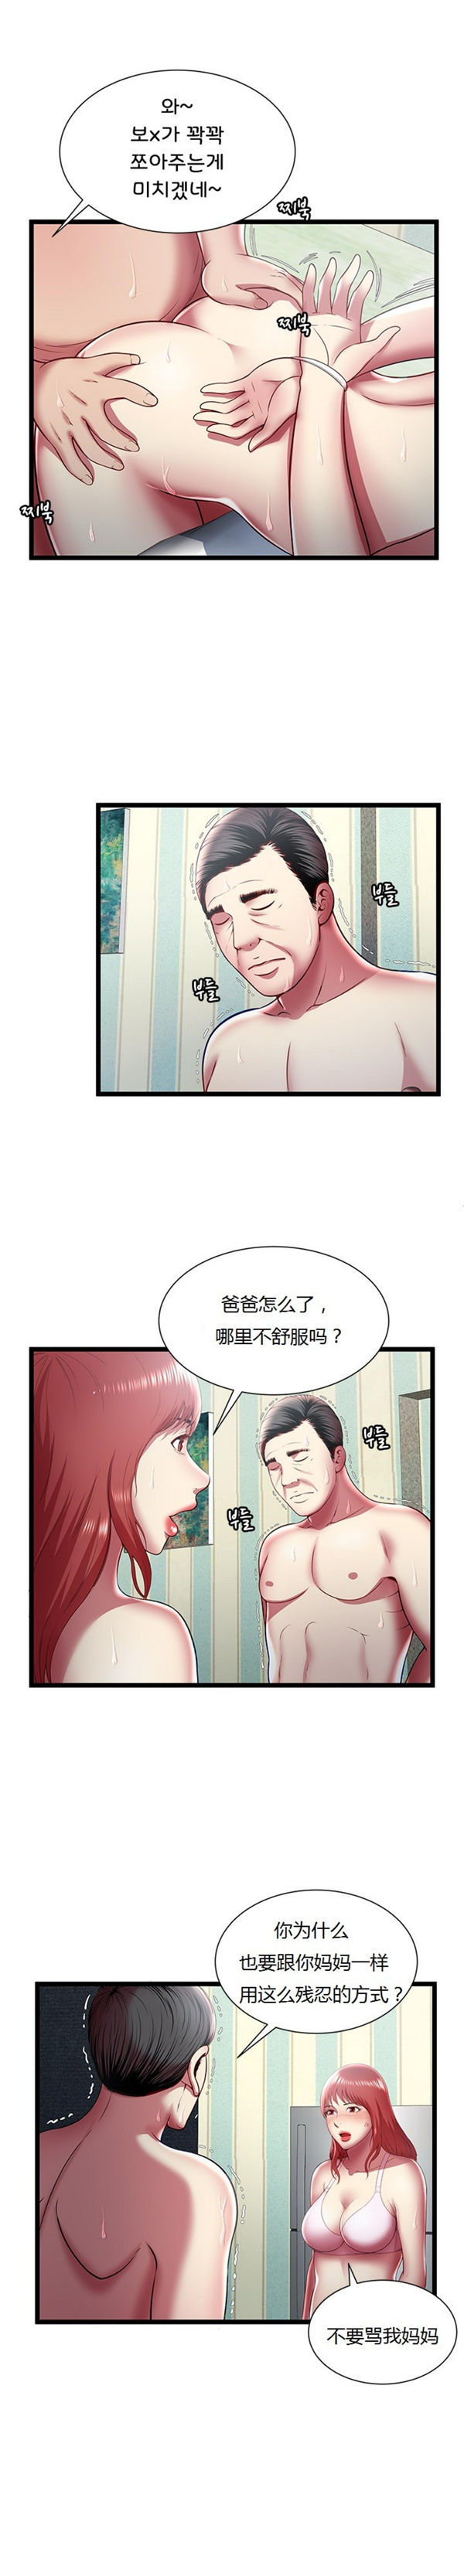 와~
보x가 꽉꽉
쪼아주는게
미치겠네~
찌북
찌북
찌북
부들
부들
爸爸怎么了，
哪里不舒服吗？
부들
부들
你为什么
也要跟你妈妈一样
用这么残忍的方式？
不要骂我妈妈